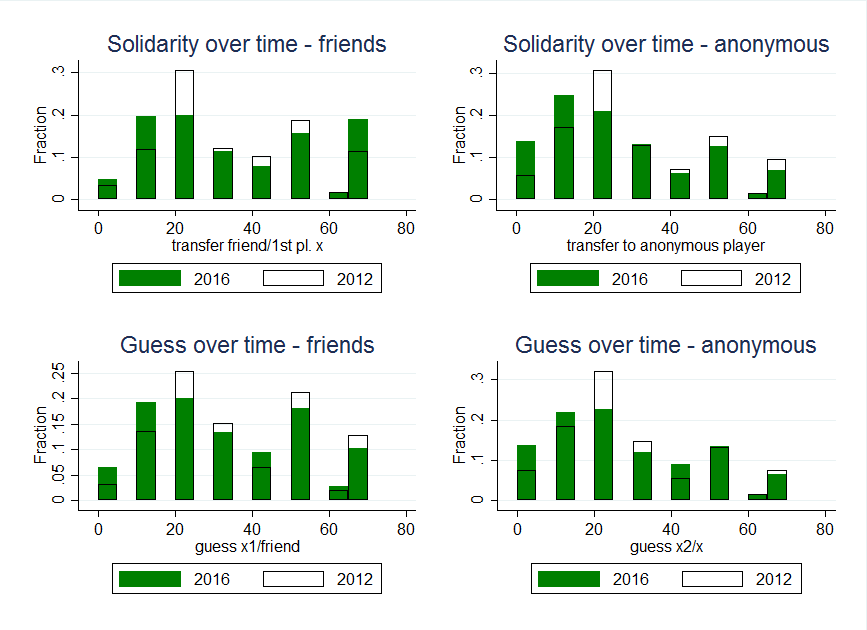 Solidarity over time - friends
Fraction
0 .1 .2 .3
0 20 40 60 80
transfer friend/1st pl. x
2016 2012
Solidarity over time - anonymous
Fraction
0 .1 .2 .3
0 20 40 60 80
transfer to anonymous player
2016 2012
Guess over time - friends
Fraction
0 .05 .1 .15 .2 .25
0 20 40 60 80
guess x1/friend
2016 2012
Guess over time - anonymous
Fraction
0 .1 .2 .3
0 20 40 60 80
guess x2/x
2016 2012